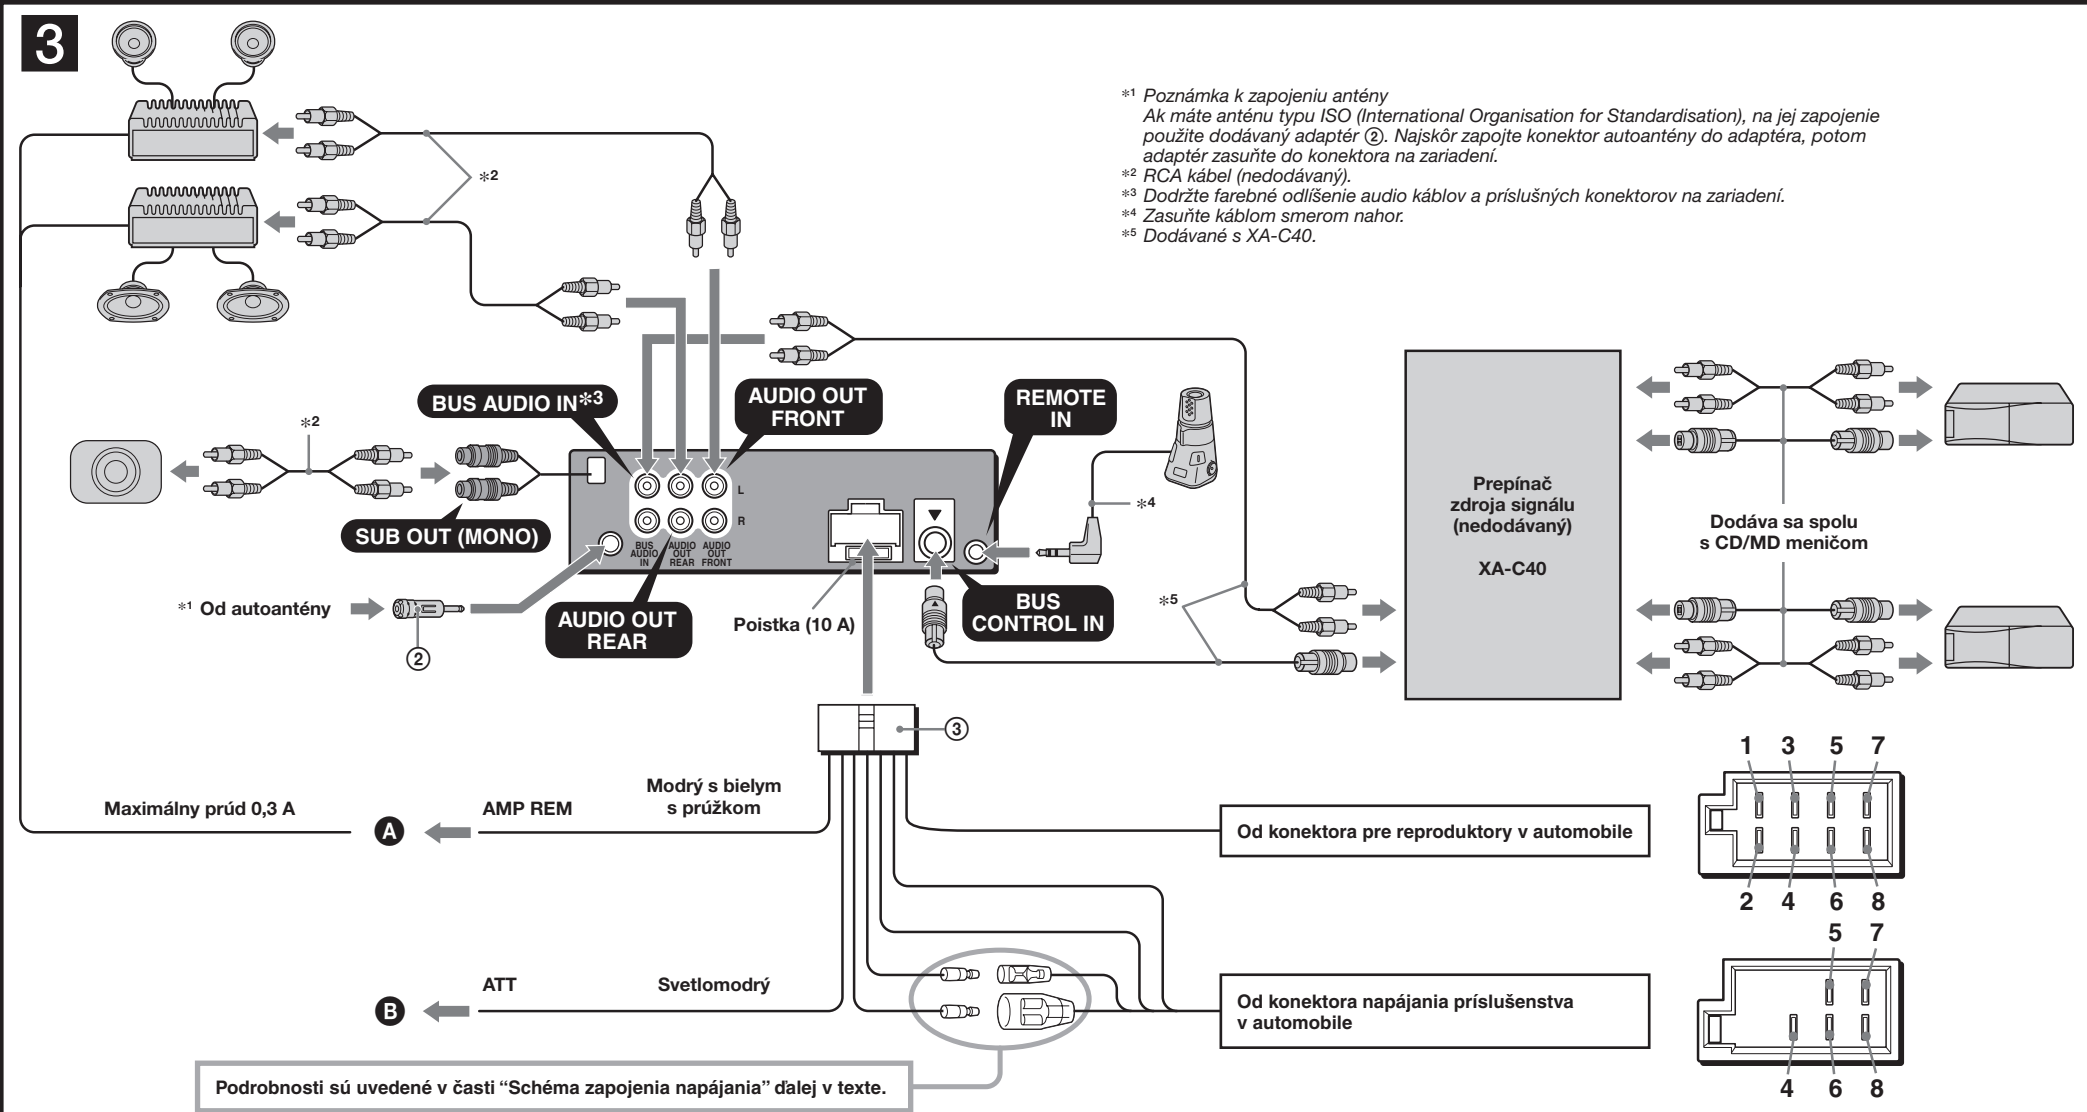 3
*1 Poznámka k zapojeniu antény
Ak máte anténu typu ISO (International Organisation for Standardisation), na jej zapojenie
použite dodávaný adaptér ②. Najskôr zapojte konektor autoantény do adaptéra, potom
adaptér zasuňte do konektora na zariadení.
*2 RCA kábel (nedodávaný).
*3 Dodržte farebné odlíšenie audio káblov a príslušných konektorov na zariadení.
*4 Zasuňte káblom smerom nahor.
*5 Dodávané s XA-C40.
*2
BUS AUDIO IN*3
AUDIO OUT
FRONT
REMOTE
IN
*2
SUB OUT (MONO)
L
R
BUS
AUDIO
IN
AUDIO
OUT
REAR
AUDIO
OUT
FRONT
*4
Prepínač
zdroja signálu
(nedodávaný)
XA-C40
Dodáva sa spolu
s CD/MD meničom
*1 Od autoantény
②
AUDIO OUT
REAR
Poistka (10 A)
BUS
CONTROL IN
*5
③
Maximálny prúd 0,3 A
A
AMP REM
Modrý s bielym
s prúžkom
Od konektora pre reproduktory v automobile
1 3 5 7
2 4 6 8
B
ATT
Svetlomodrý
Od konektora napájania príslušenstva
v automobile
5 7
4 6 8
Podrobnosti sú uvedené v časti “Schéma zapojenia napájania” ďalej v texte.